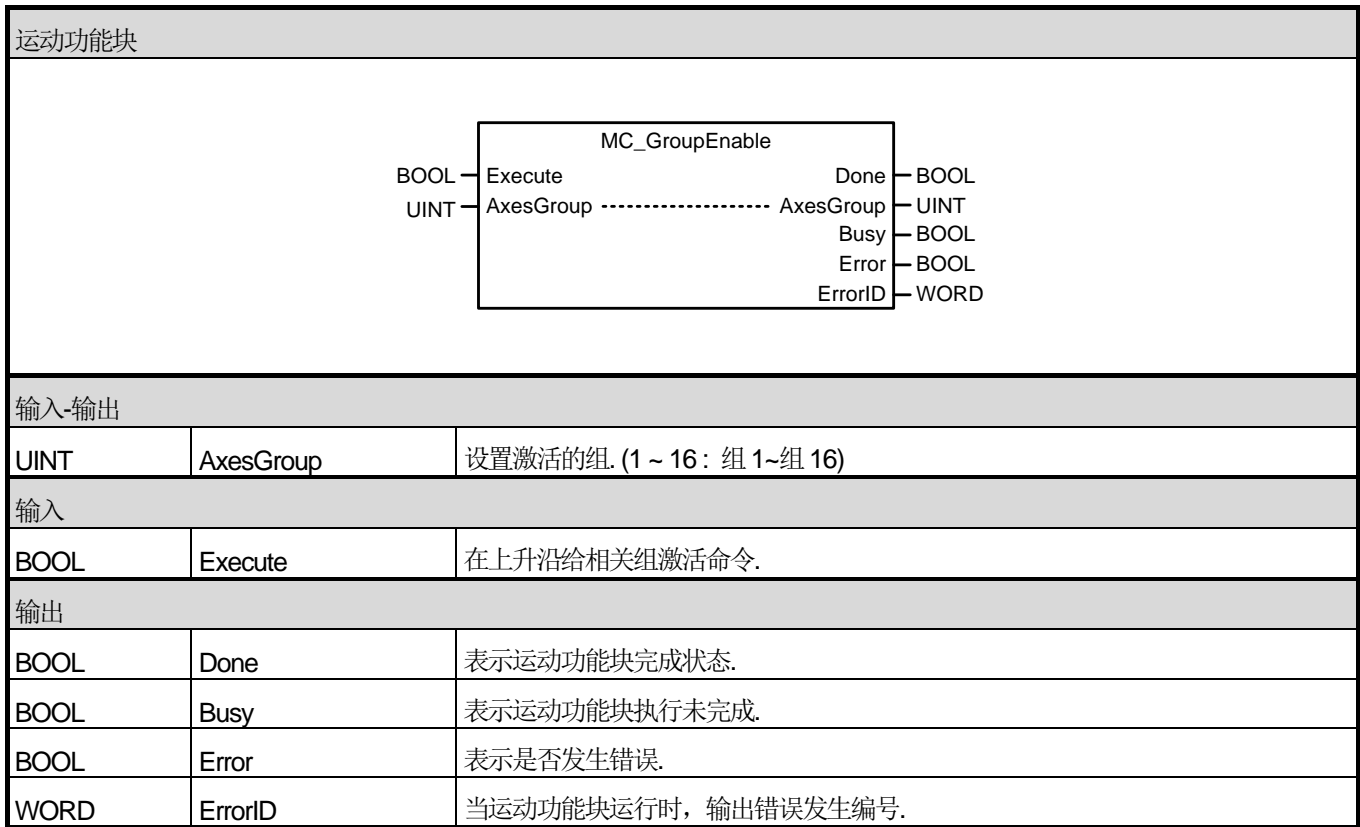 运动功能块
MC_GroupEnable
BOOL Execute Done BOOL
UINT AxesGroup AxesGroup UINT
Busy BOOL
Error BOOL
ErrorID WORD
输入-输出
UINT AxesGroup 设置激活的组. (1 ~ 16 : 组 1~组 16)
输入
BOOL Execute 在上升沿给相关组激活命令.
输出
BOOL Done 表示运动功能块完成状态.
BOOL Busy 表示运动功能块执行未完成.
BOOL Error 表示是否发生错误.
WORD ErrorID 当运动功能块运行时，输出错误发生编号.